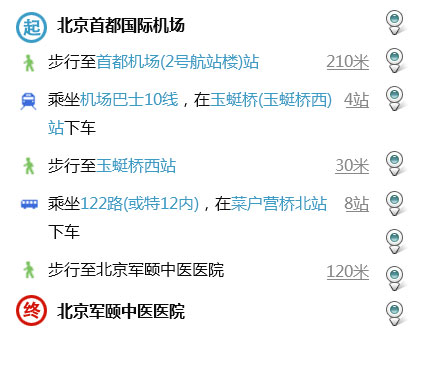 起 北京首都国际机场
步行至首都机场(2号航站楼)站 210米
乘坐机场巴士10线，在玉蜓桥(玉蜓桥西) 4站
站下车
步行至玉蜓桥西站 30米
乘坐122路(或特12内)，在菜户营桥北站 8站
下车
步行至北京军颐中医医院 120米
终 北京军颐中医医院